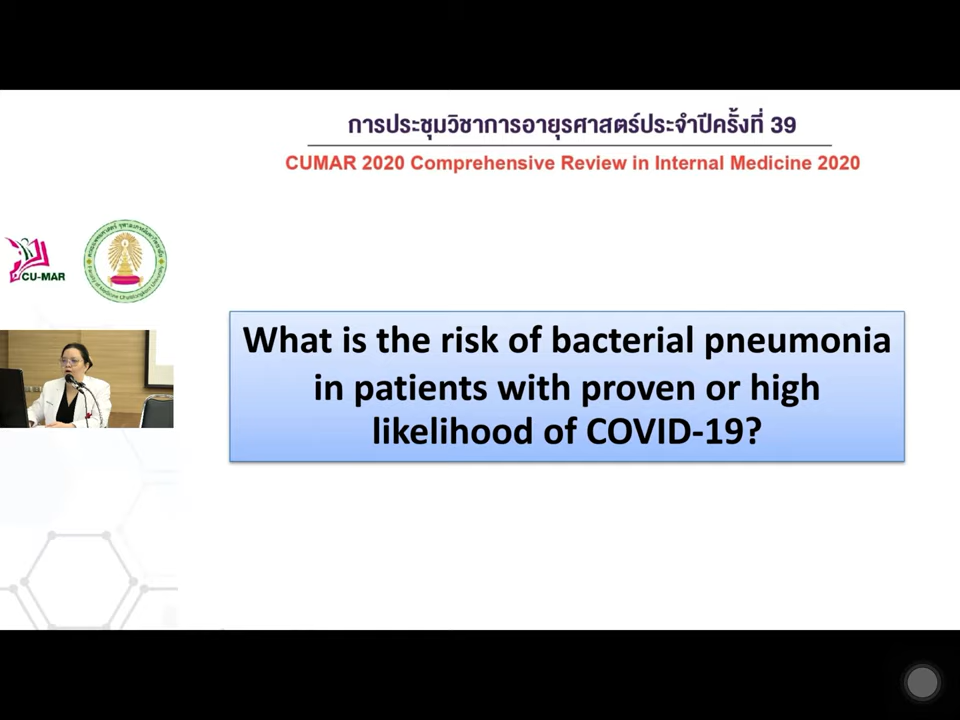 การประชุมวิชาการอายุรศาสตร์ประจำปีครั้งที่ 39
CUMAR 2020 Comprehensive Review in Internal Medicine 2020
CU-MAR
What is the risk of bacterial pneumonia
in patients with proven or high
likelihood of COVID-19?